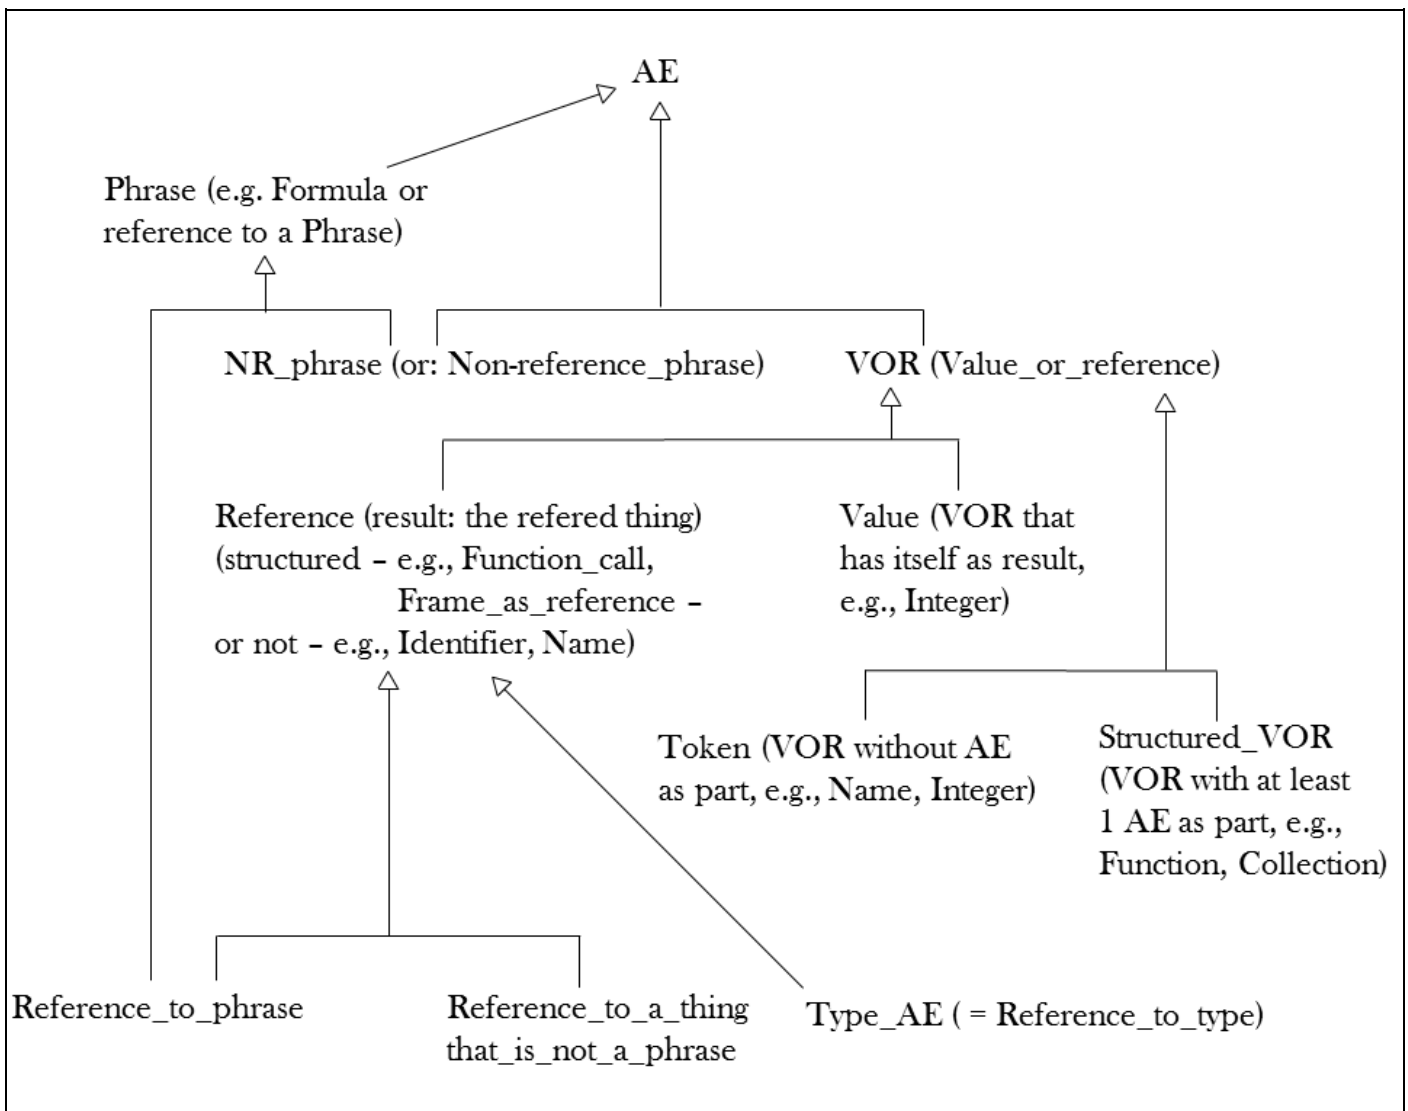 AE
Phrase (e.g. Formula or
reference to a Phrase)
NR_phrase (or: Non-reference_phrase)
VOR (Value_or_reference)
Reference (result: the refered thing)
(structured – e.g., Function_call,
Frame_as_reference –
or not – e.g., Identifier, Name)
Value (VOR that
has itself as result,
e.g., Integer)
Token (VOR without AE
as part, e.g., Name, Integer)
Structured_VOR
(VOR with at least
1 AE as part, e.g.,
Function, Collection)
Reference_to_phrase
Reference_to_a_thing
that_is_not_a_phrase
Type_AE ( = Reference_to_type)